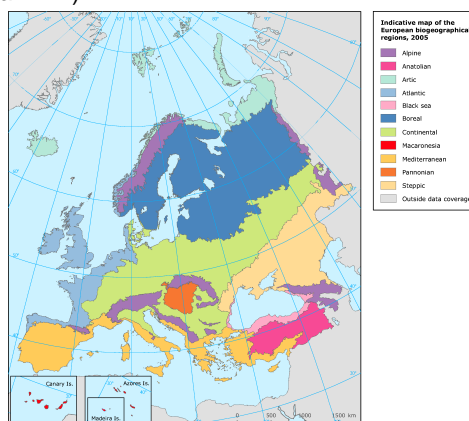 Indicative map of the
European biogeographical
regions, 2005
Alpine
Anatolian
Artic
Atlantic
Black sea
Boreal
Continental
Macaronesia
Mediterranean
Pannonian
Steppic
Outside data coverage
Canary Is.
Azores Is.
Madeira Is.
0 500 1000 1500 km